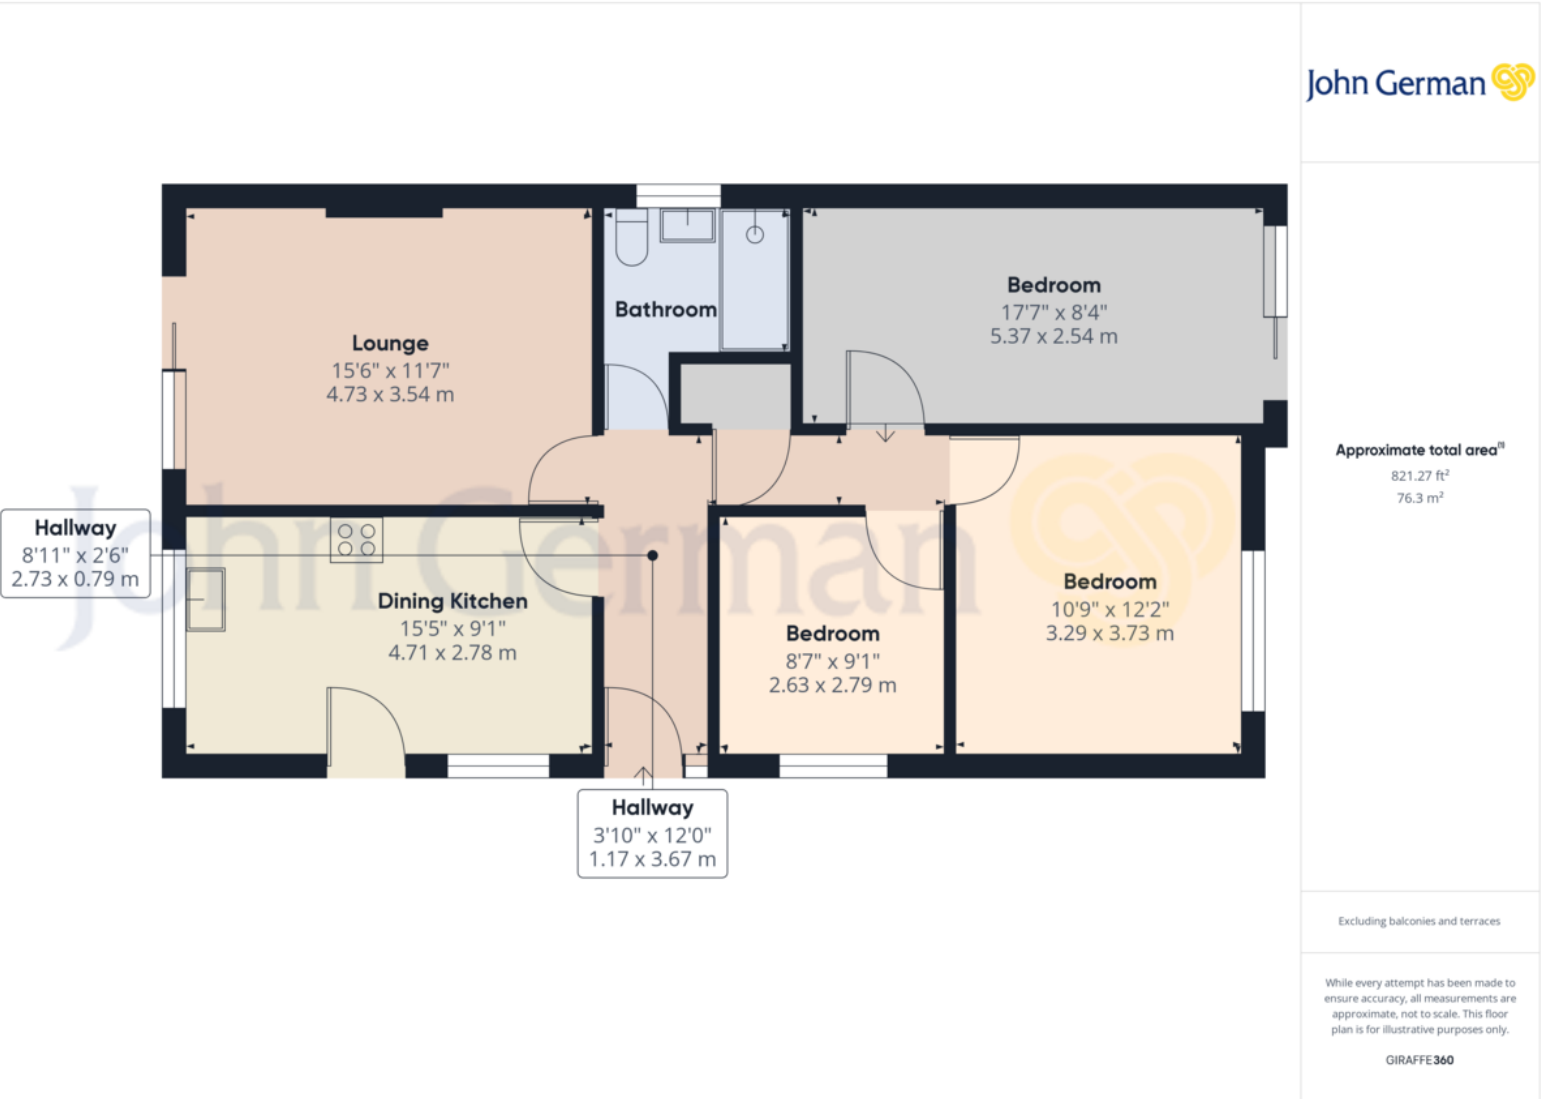 John German
Lounge
15'6" x 11'7"
4.73 x 3.54 m
Bathroom
Bedroom
17'7" x 8'4"
5.37 x 2.54 m
Hallway
8'11" x 2'6"
2.73 x 0.79 m
Dining Kitchen
15'5" x 9'1"
4.71 x 2.78 m
Bedroom
8'7" x 9'1"
2.63 x 2.79 m
Bedroom
10'9" x 12'2"
3.29 x 3.73 m
Hallway
3'10" x 12'0"
1.17 x 3.67 m
John German
Approximate total area(1)
821.27 ft²
76.3 m²
Excluding balconies and terraces
While every attempt has been made to
ensure accuracy, all measurements are
approximate, not to scale. This floor
plan is for illustrative purposes only.
GIRAFFE360